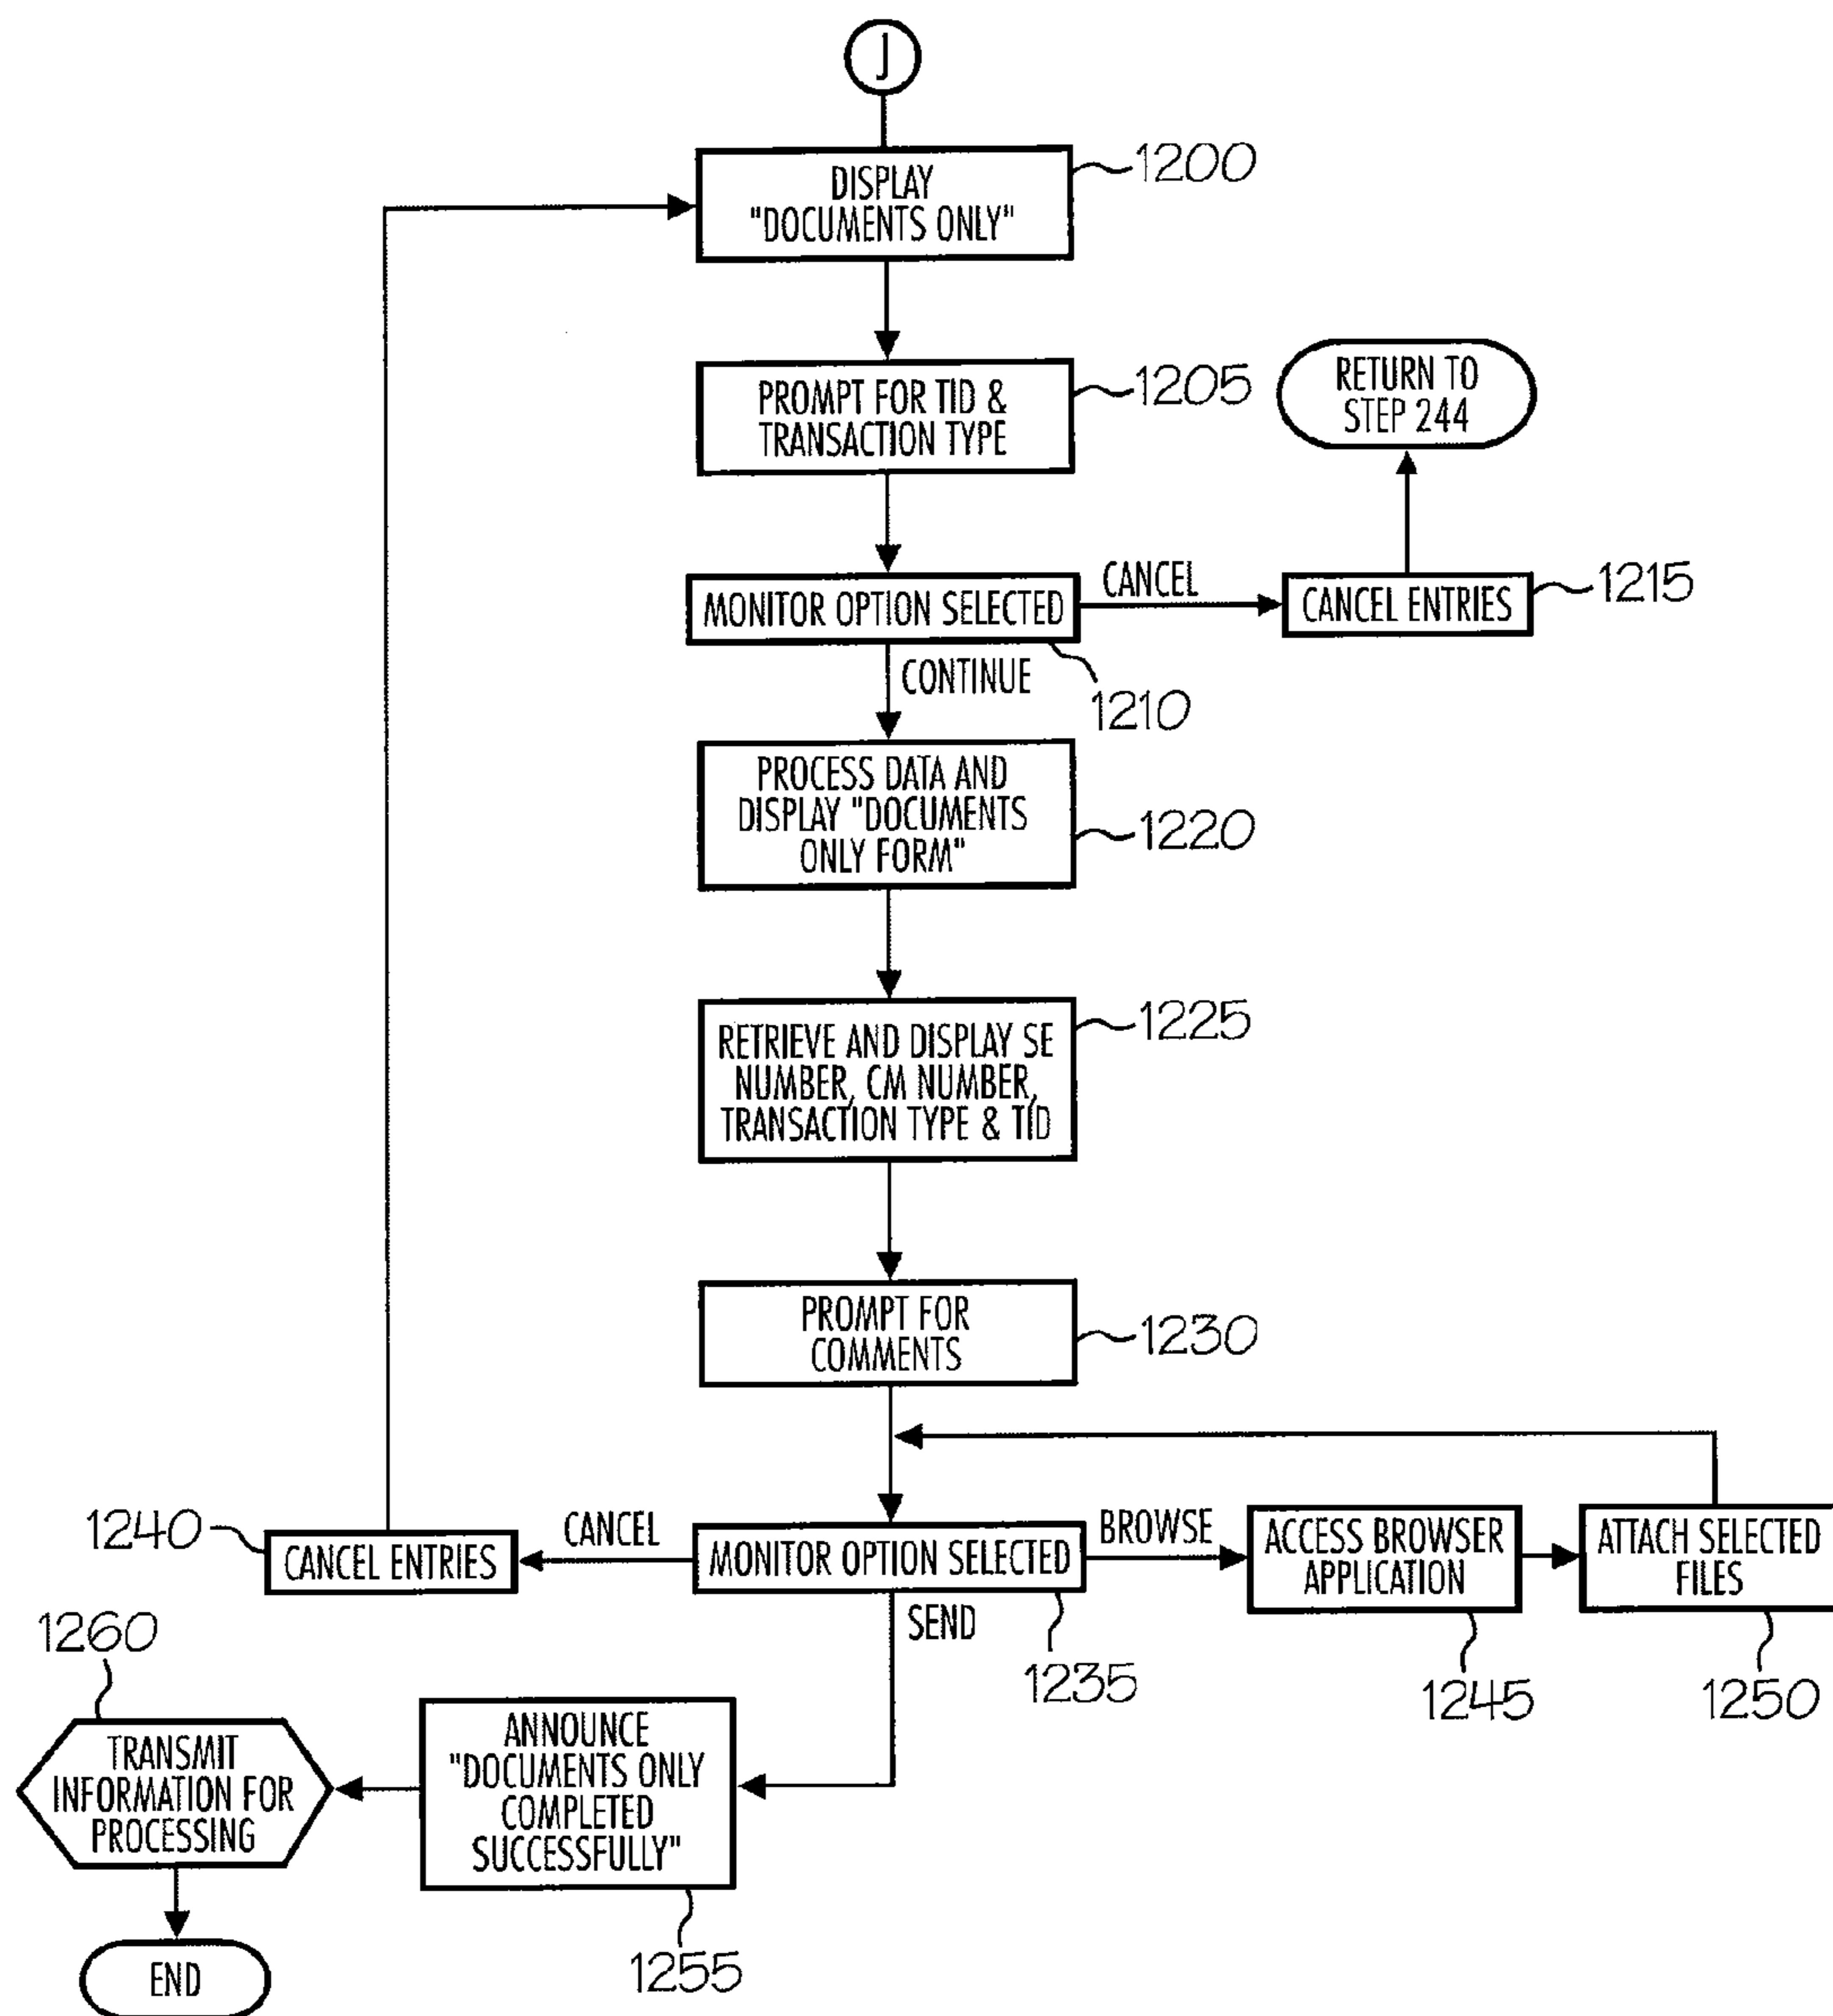 J
DISPLAY
"DOCUMENTS ONLY"
1200
PROMPT FOR TID &
TRANSACTION TYPE
1205
RETURN TO
STEP 244
MONITOR OPTION SELECTED
CANCEL
CANCEL ENTRIES
1215
CONTINUE
1210
PROCESS DATA AND
DISPLAY "DOCUMENTS
ONLY FORM"
1220
RETRIEVE AND DISPLAY SE
NUMBER, CM NUMBER,
TRANSACTION TYPE & TID
1225
PROMPT FOR
COMMENTS
1230
1240
CANCEL ENTRIES
CANCEL
MONITOR OPTION SELECTED
BROWSE
ACCESS BROWSER
APPLICATION
ATTACH SELECTED
FILES
SEND
1235
1245
1250
1260
TRANSMIT
INFORMATION FOR
PROCESSING
ANNOUNCE
"DOCUMENTS ONLY
COMPLETED
SUCCESSFULLY"
1255
END